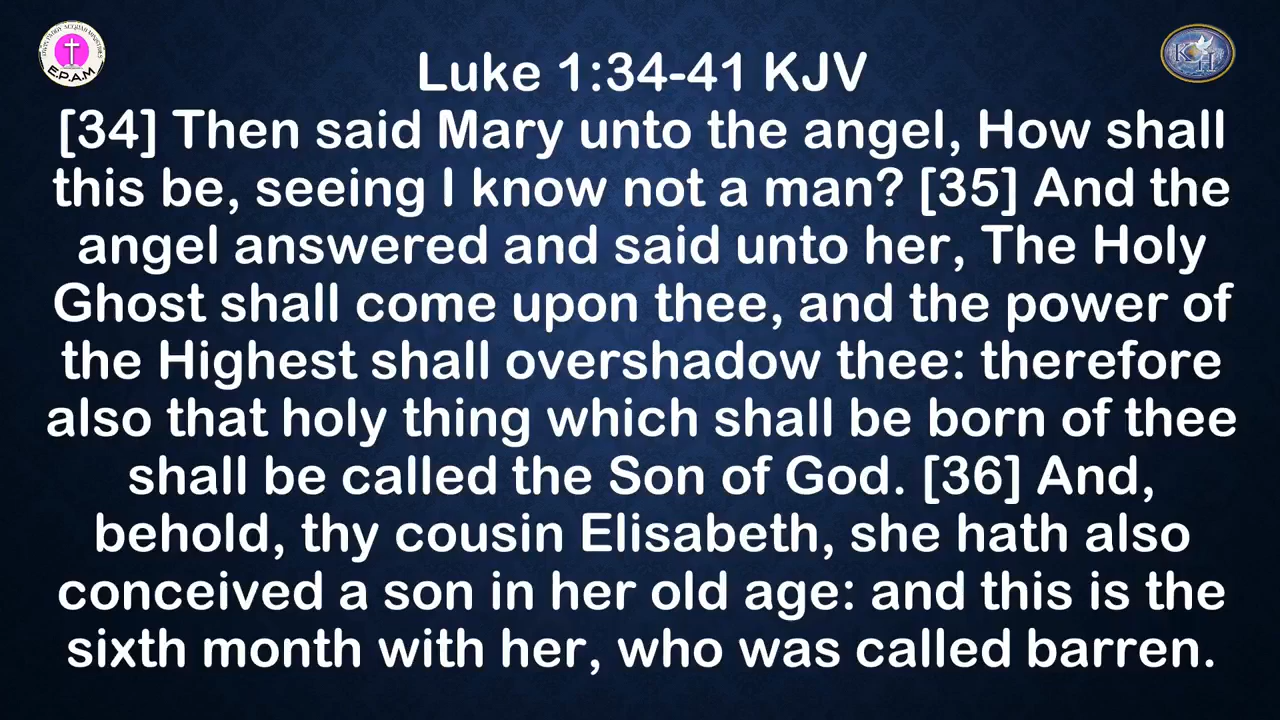 Luke 1:34-41 KJV
[34] Then said Mary unto the angel, How shall
this be, seeing I know not a man? [35] And the
angel answered and said unto her, The Holy
Ghost shall come upon thee, and the power of
the Highest shall overshadow thee: therefore
also that holy thing which shall be born of thee
shall be called the Son of God. [36] And,
behold, thy cousin Elisabeth, she hath also
conceived a son in her old age: and this is the
sixth month with her, who was called barren.
E.P.A.M
K H